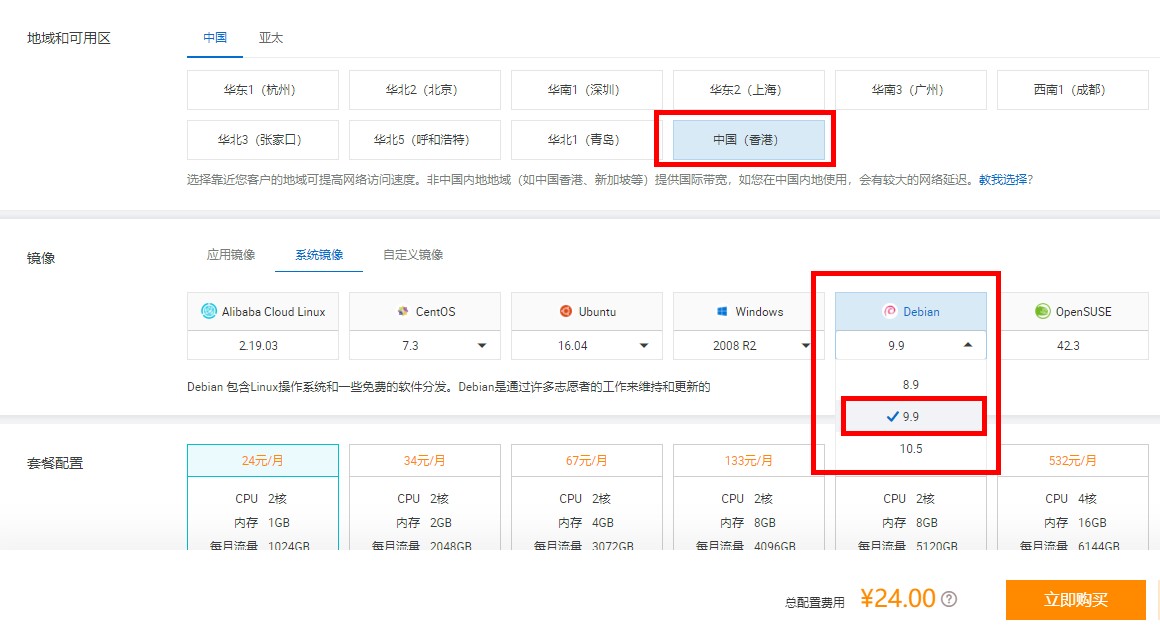 地域和可用区 中国 亚太
华东1（杭州） 华北2（北京） 华南1（深圳） 华东2（上海） 华南3（广州） 西南1（成都）
华北3（张家口） 华北5（呼和浩特） 华北1（青岛） 中国（香港）
选择靠近您客户的地域可提高网络访问速度。非中国内地地域（如中国香港、新加坡等）提供国际带宽，如您在中国内地使用，会有较大的网络延迟。教我选择?
镜像 应用镜像 系统镜像 自定义镜像
Alibaba Cloud Linux CentOS Ubuntu Windows Debian OpenSUSE
2.19.03 7.3 16.04 2008 R2 9.9 42.3
Debian 包含Linux操作系统和一些免费的软件分发。Debian是通过许多志愿者的工作来维持和更新的
8.9
9.9
10.5
套餐配置 24元/月 34元/月 67元/月 133元/月 532元/月
CPU 2核 CPU 2核 CPU 2核 CPU 2核 CPU 2核 CPU 4核
内存 1GB 内存 2GB 内存 4GB 内存 8GB 内存 8GB 内存 16GB
每月流量 1024GB 每月流量 2048GB 每月流量 3072GB 每月流量 4096GB 每月流量 5120GB 每月流量 6144GB
总配置费用 ¥24.00 ? 立即购买